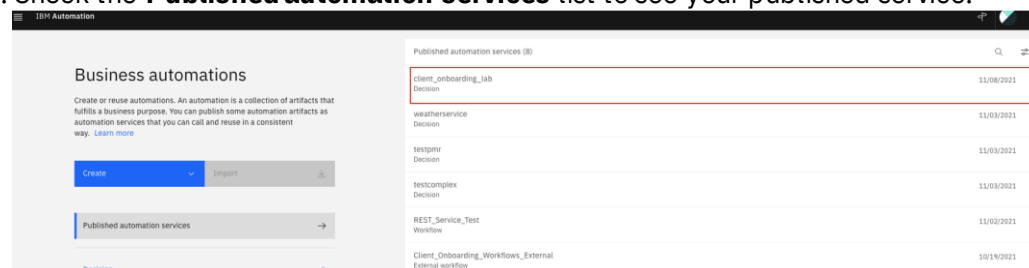 . Check the Published automation services list to see your published service.
IBM Automation
Published automation services (8)
Business automations
Create or reuse automations. An automation is a collection of artifacts that
fulfills a business purpose. You can publish some automation artifacts as
automation services that you can call and reuse in a consistent
way. Learn more
Create
Import
Published automation services
client_onboarding_lab
11/08/2021
Decision
weatherservice
11/03/2021
Decision
testpmr
11/03/2021
Decision
testcomplex
11/03/2021
Decision
REST_Service_Test
11/02/2021
Workflow
Client_Onboarding_Workflows_External
10/19/2021
External workflow